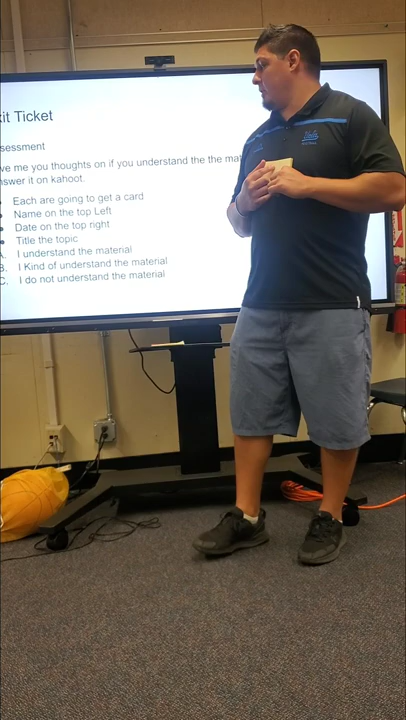 it Ticket
sessment
ve me you thoughts on if you understand the the mat
nswer it on kahoot.
Each are going to get a card
Name on the top Left
Date on the top right
Title the topic
A. I understand the material
B. I Kind of understand the material
C. I do not understand the material